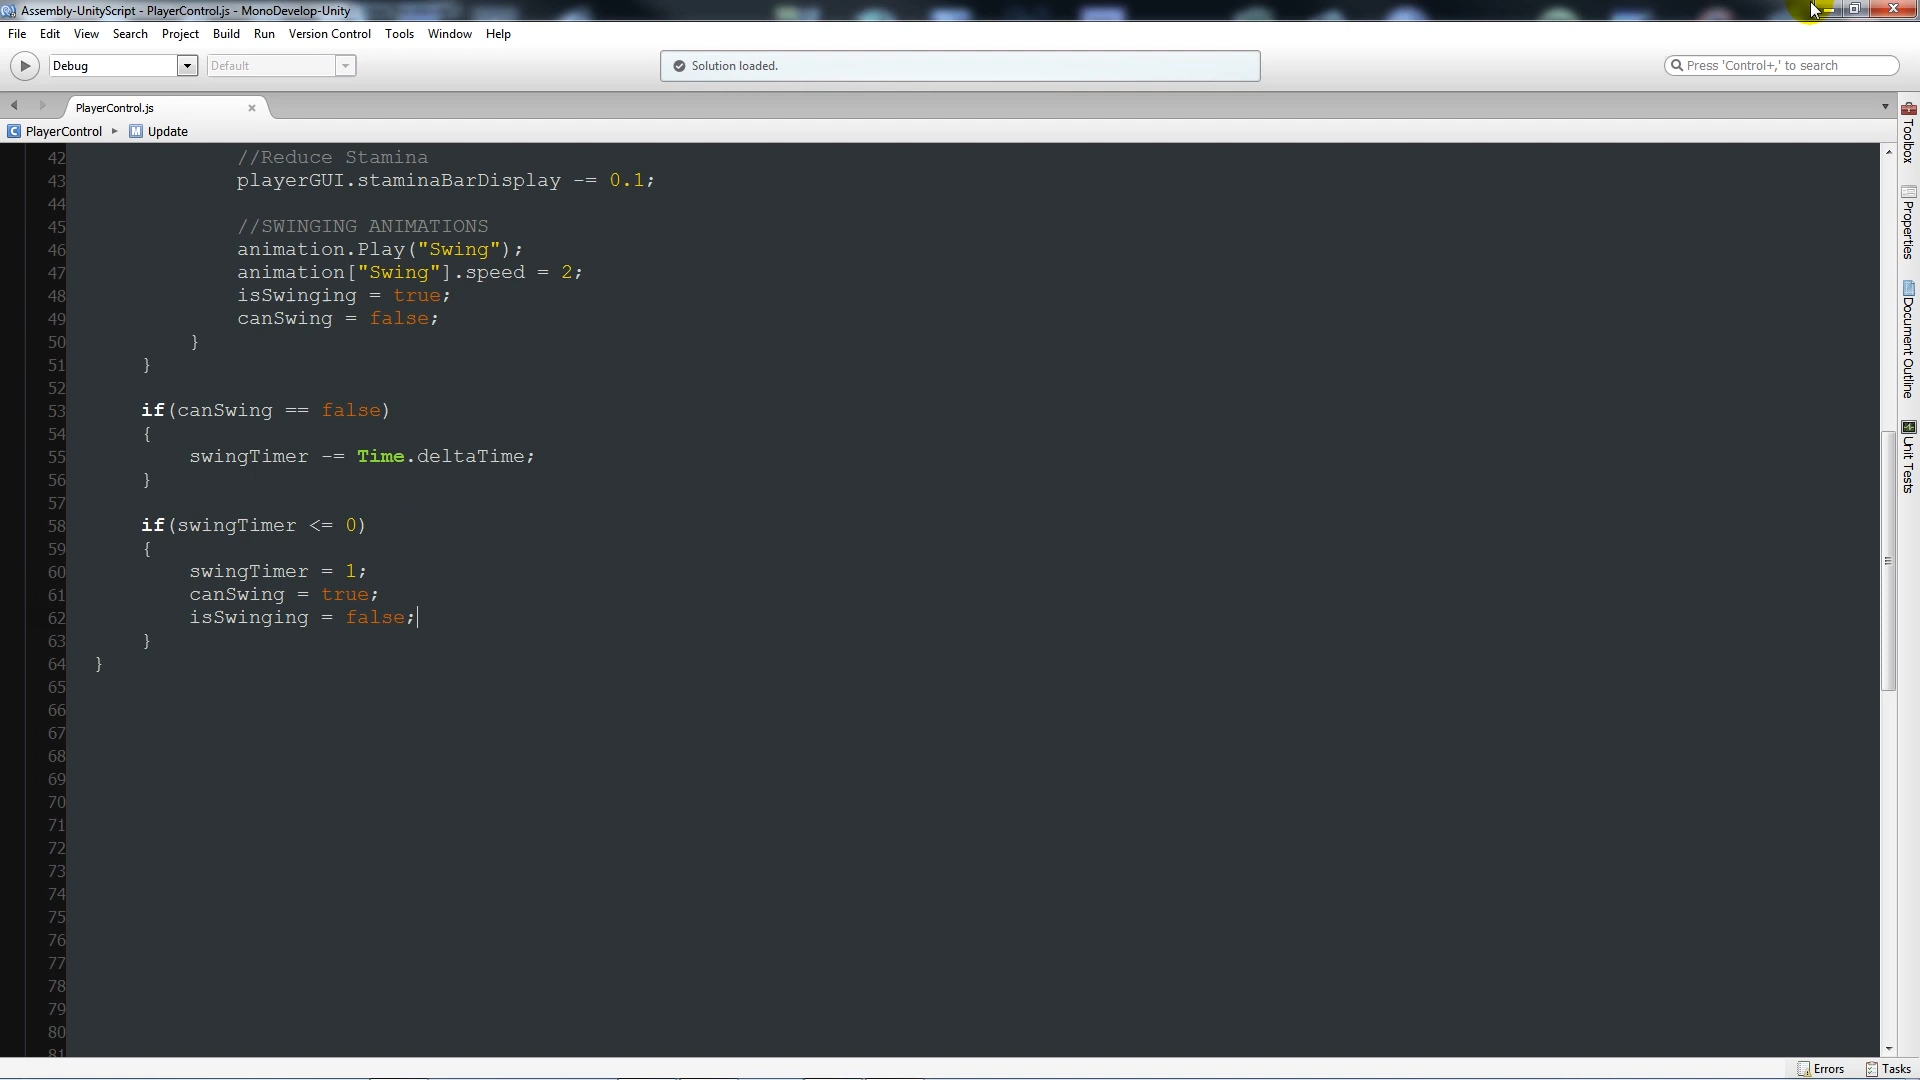 Assembly-UnityScript - PlayerControl.js - MonoDevelop-Unity
File Edit View Search Project Build Run Version Control Tools Window Help
Debug Default Solution loaded. Press 'Control+,' to search
PlayerControl.js
PlayerControl Update
42 //Reduce Stamina
43 playerGUI.staminaBarDisplay -= 0.1;
44
45 //SWINGING ANIMATIONS
46 animation.Play("Swing");
47 animation["Swing"].speed = 2;
48 isSwinging = true;
49 canSwing = false;
50 }
51 }
52
53 if(canSwing == false)
54 {
55 swingTimer -= Time.deltaTime;
56 }
57
58 if(swingTimer <= 0)
59 {
60 swingTimer = 1;
61 canSwing = true;
62 isSwinging = false;
63 }
64 }
65
66
67
68
69
70
71
72
73
74
75
76
77
78
79
80
81
Toolbox
Properties
Document Outline
Unit Tests
Errors Tasks